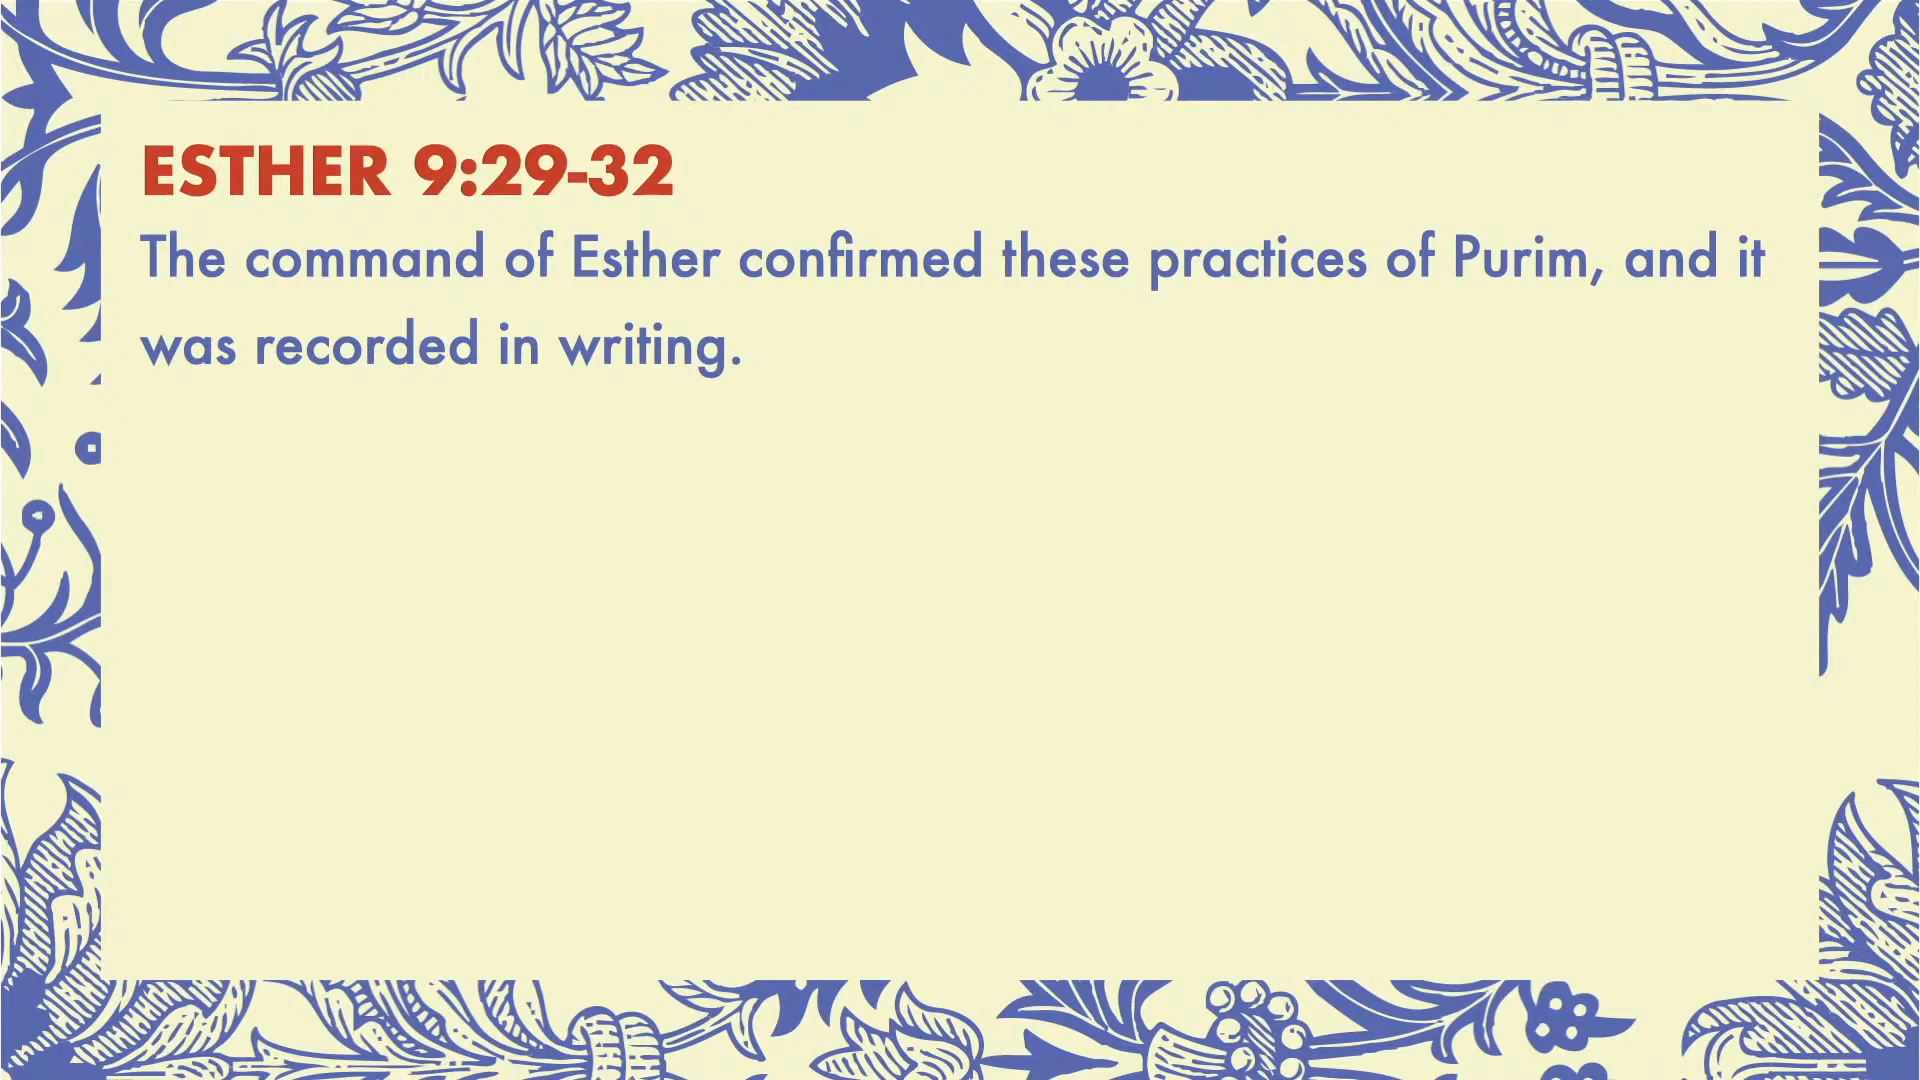 ESTHER 9:29-32
The command of Esther confirmed these practices of Purim, and it
was recorded in writing.